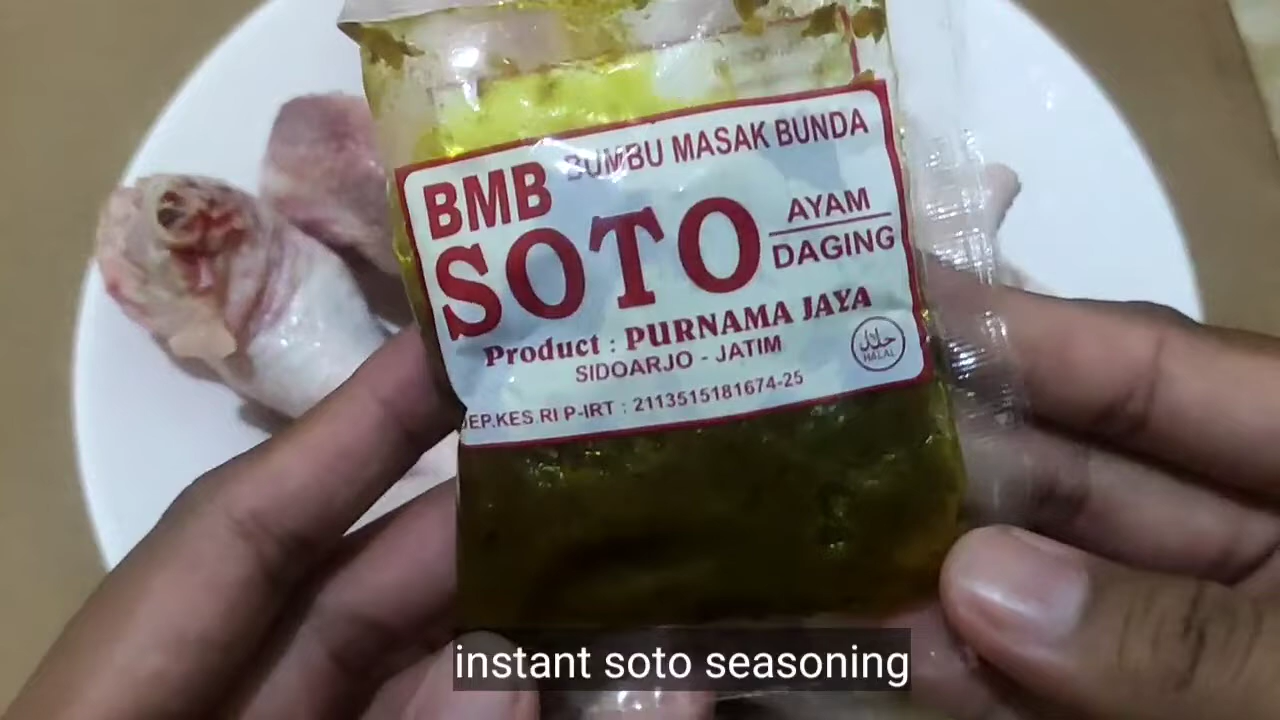 BMB BUMBU MASAK BUNDA
SOTO AYAM
DAGING
Product : PURNAMA JAYA
SIDOARJO - JATIM
حلال
HALAL
DEP.KES RI P-IRT : 2113515181674-25
instant soto seasoning